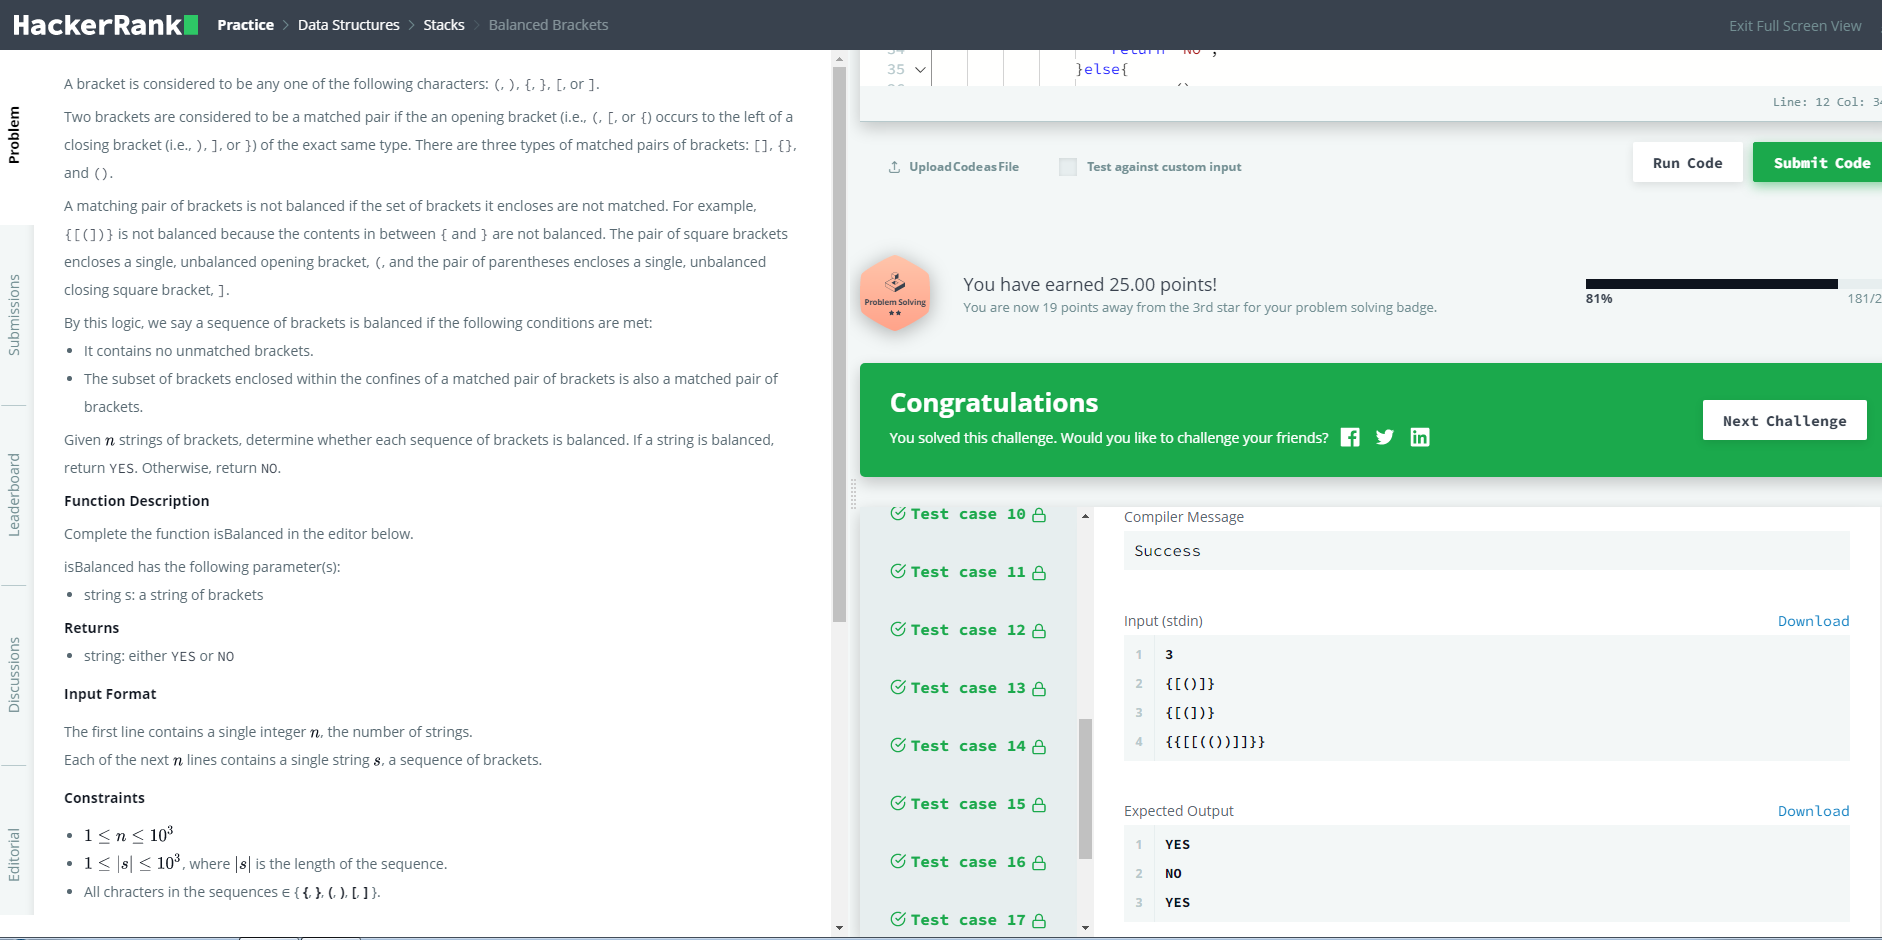 HackerRank Practice Data Structures Stacks Balanced Brackets Exit Full Screen View
Problem
Submissions
Leaderboard
Discussions
Editorial
A bracket is considered to be any one of the following characters: (, ), {, }, [, or ].
Two brackets are considered to be a matched pair if the an opening bracket (i.e., (, [, or {) occurs to the left of a
closing bracket (i.e., ), ], or }) of the exact same type. There are three types of matched pairs of brackets: [], {},
and ().
A matching pair of brackets is not balanced if the set of brackets it encloses are not matched. For example,
{[(])} is not balanced because the contents in between { and } are not balanced. The pair of square brackets
encloses a single, unbalanced opening bracket, (, and the pair of parentheses encloses a single, unbalanced
closing square bracket, ].
By this logic, we say a sequence of brackets is balanced if the following conditions are met:
• It contains no unmatched brackets.
• The subset of brackets enclosed within the confines of a matched pair of brackets is also a matched pair of
brackets.
Given n strings of brackets, determine whether each sequence of brackets is balanced. If a string is balanced,
return YES. Otherwise, return NO.
Function Description
Complete the function isBalanced in the editor below.
isBalanced has the following parameter(s):
• string s: a string of brackets
Returns
• string: either YES or NO
Input Format
The first line contains a single integer n, the number of strings.
Each of the next n lines contains a single string s, a sequence of brackets.
Constraints
• 1 ≤ n ≤ 10³
• 1 ≤ |s| ≤ 10³, where |s| is the length of the sequence.
• All chracters in the sequences ∈ { {, }, (, ), [, ] }.
34 return "NO";
35 }else{
Line: 12 Col: 34
Upload Code as File Test against custom input Run Code Submit Code
Problem Solving
You have earned 25.00 points!
You are now 19 points away from the 3rd star for your problem solving badge.
81% 181/2
Congratulations
You solved this challenge. Would you like to challenge your friends?
Next Challenge
Test case 10
Test case 11
Test case 12
Test case 13
Test case 14
Test case 15
Test case 16
Test case 17
Compiler Message
Success
Input (stdin) Download
1 3
2 {[()]}
3 {[(])}
4 {{[[(())]]}}
Expected Output Download
1 YES
2 NO
3 YES